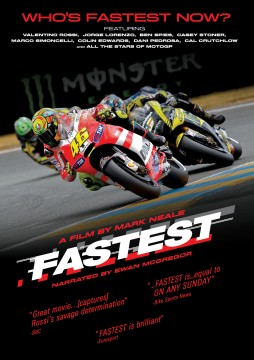 WHO'S FASTEST NOW?
FEATURING
VALENTINO ROSSI, JORGE LORENZO, BEN SPIES, CASEY STONER,
MARCO SIMONCELLI, COLIN EDWARDS, DANI PEDROSA, CAL CRUTCHLOW
AND ALL THE STARS OF MOTOGP
MONSTER
46
A FILM BY MARK NEALE
FASTEST
NARRATED BY EWAN MCGREGOR
"Great movie...[captures]
Rossi's savage determination"
-BBC
"...FASTEST is...equal to
ON ANY SUNDAY"
-Bike Sports News
"FASTEST is brilliant"
-Eurosport